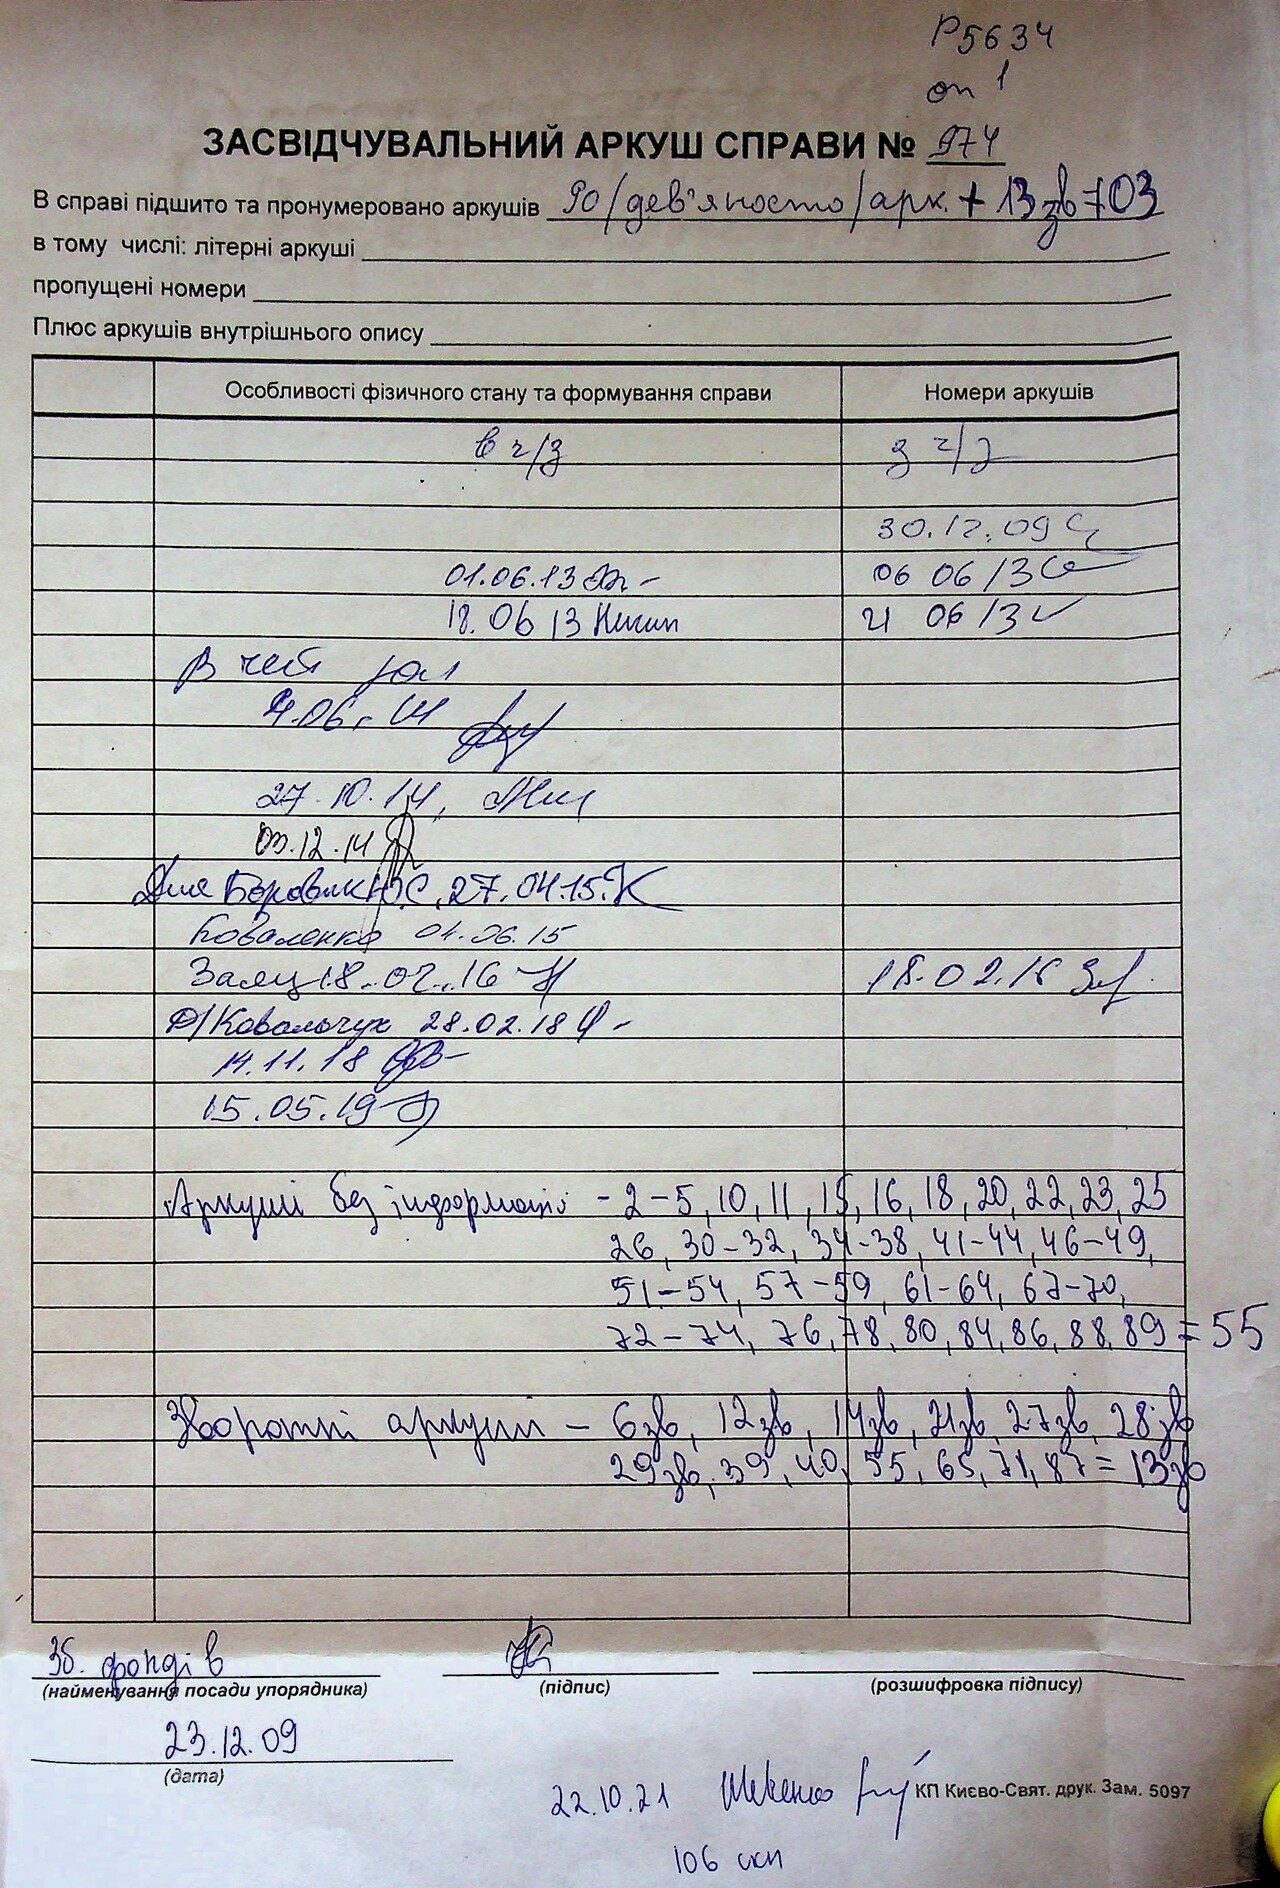 Р5634
оп 1
ЗАСВІДЧУВАЛЬНИЙ АРКУШ СПРАВИ № 974
В справі підшито та пронумеровано аркушів 90/дев'яносто/арк. + 13зв = 103
в тому числі: літерні аркуші
пропущені номери
Плюс аркушів внутрішнього опису
Особливості фізичного стану та формування справи Номери аркушів
в ч/з з ч/з
30.12.09
01.06.13 06 06 13
18.06 13 21 06 13
В чит зал
06. 14
27.10.14,
03.12.14
Для Боровик Ю.С. 27.04.15.
Коваленко 01.06.15
Заяц 18.02.16 18.02.16
Ковальчук 28.02.18
14.11.18
15.05.19
Аркуші без інформації - 2-5, 10, 11, 15, 16, 18, 20, 22, 23, 25
26, 30-32, 34-38, 41-44, 46-49,
51-54, 57-59, 61-64, 67-70,
72-74, 76, 78, 80, 84, 86, 88, 89 = 55
Зворотні аркуші - 6зв, 12зв, 14зв, 21зв, 27зв, 28зв
29зв, 39, 40, 55, 65, 71, 87 = 13зв
Зб. фондів
(найменування посади упорядника) (підпис) (розшифровка підпису)
23.12.09
(дата)
22.10.21 КП Києво-Свят. друк. Зам. 5097
106 скп